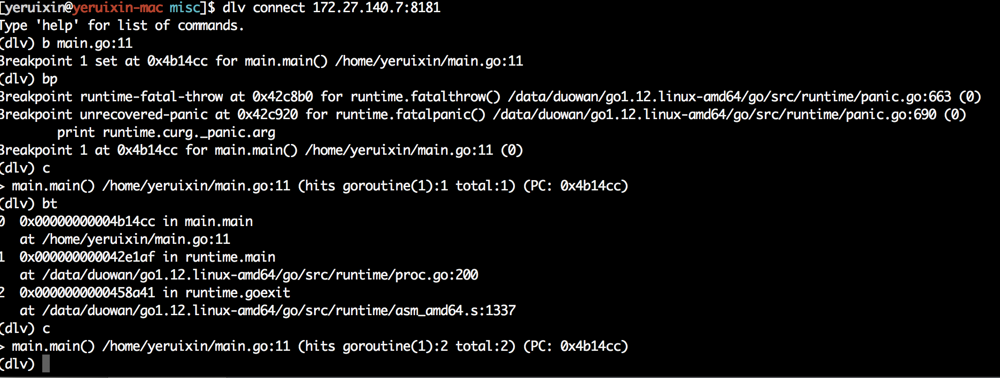 [yeruixin@yeruixin-mac misc]$ dlv connect 172.27.140.7:8181
Type 'help' for list of commands.
(dlv) b main.go:11
Breakpoint 1 set at 0x4b14cc for main.main() /home/yeruixin/main.go:11
(dlv) bp
Breakpoint runtime-fatal-throw at 0x42c8b0 for runtime.fatalthrow() /data/duowan/go1.12.linux-amd64/go/src/runtime/panic.go:663 (0)
Breakpoint unrecovered-panic at 0x42c920 for runtime.fatalpanic() /data/duowan/go1.12.linux-amd64/go/src/runtime/panic.go:690 (0)
        print runtime.curg._panic.arg
Breakpoint 1 at 0x4b14cc for main.main() /home/yeruixin/main.go:11 (0)
(dlv) c
> main.main() /home/yeruixin/main.go:11 (hits goroutine(1):1 total:1) (PC: 0x4b14cc)
(dlv) bt
0  0x00000000004b14cc in main.main
   at /home/yeruixin/main.go:11
1  0x000000000042e1af in runtime.main
   at /data/duowan/go1.12.linux-amd64/go/src/runtime/proc.go:200
2  0x0000000000458a41 in runtime.goexit
   at /data/duowan/go1.12.linux-amd64/go/src/runtime/asm_amd64.s:1337
(dlv) c
> main.main() /home/yeruixin/main.go:11 (hits goroutine(1):2 total:2) (PC: 0x4b14cc)
(dlv)